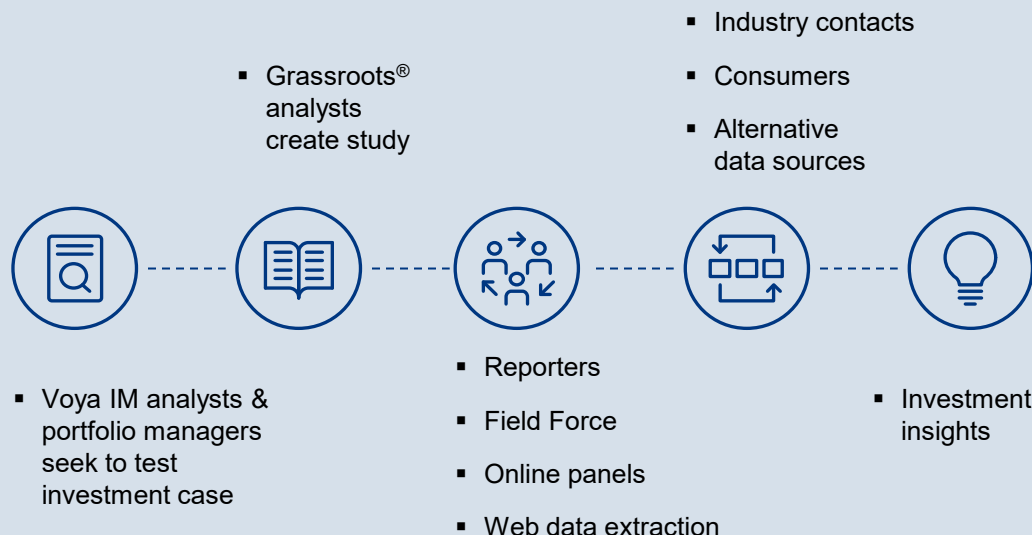 Voya IM analysts &
portfolio managers
seek to test
investment case
Grassroots®
analysts
create study
Reporters
Field Force
Online panels
Web data extraction
Industry contacts
Consumers
Alternative
data sources
Investment
insights